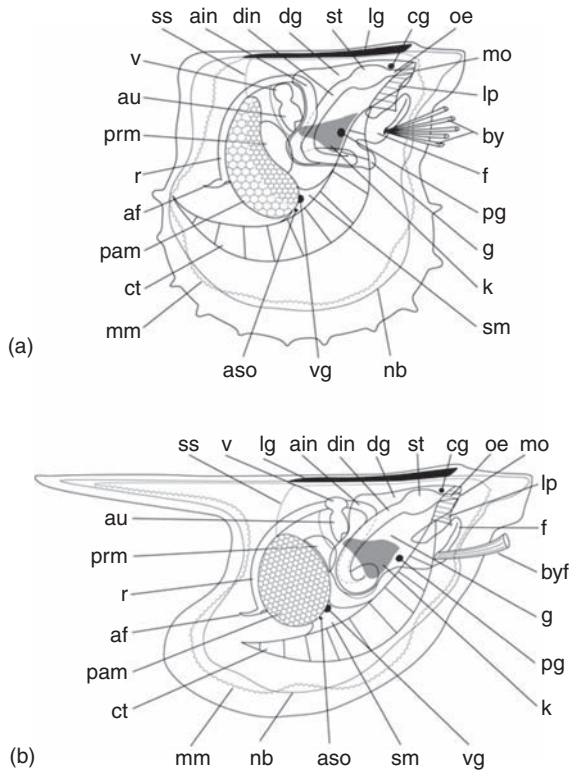 ss ain din dg st lg cg oe
v mo
au lp
prm by
r f
af pg
pam g
ct k
mm sm
(a)
aso vg nb
ss v lg ain din dg st cg oe mo
lp
au f
prm byf
r g
af pg
pam k
ct
(b) mm nb aso sm vg